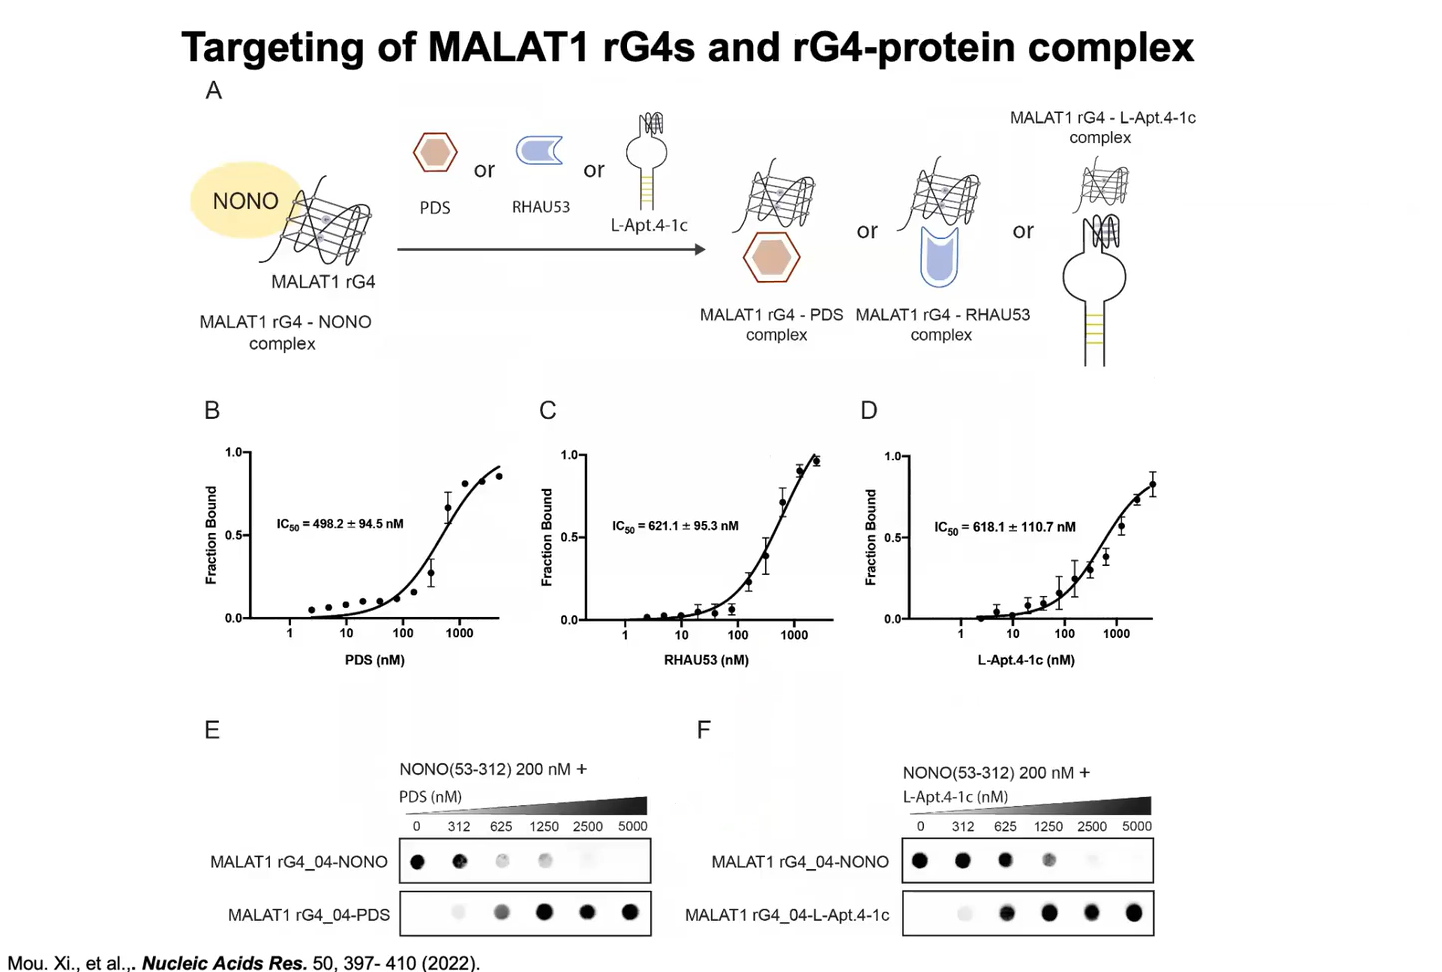 Targeting of MALAT1 rG4s and rG4-protein complex
A
NONO
MALAT1 rG4
MALAT1 rG4 - NONO
complex
PDS
or
RHAU53
or
L-Apt.4-1c
MALAT1 rG4 - PDS
complex
or
MALAT1 rG4 - RHAU53
complex
or
MALAT1 rG4 - L-Apt.4-1c
complex
B
Fraction Bound
1.0
0.5
0.0
IC50 = 498.2 ± 94.5 nM
1 10 100 1000
PDS (nM)
C
Fraction Bound
1.0
0.5
0.0
IC50 = 621.1 ± 95.3 nM
1 10 100 1000
RHAU53 (nM)
D
Fraction Bound
1.0
0.5
0.0
IC50 = 618.1 ± 110.7 nM
1 10 100 1000
L-Apt.4-1c (nM)
E
NONO(53-312) 200 nM +
PDS (nM)
0 312 625 1250 2500 5000
MALAT1 rG4_04-NONO
MALAT1 rG4_04-PDS
F
NONO(53-312) 200 nM +
L-Apt.4-1c (nM)
0 312 625 1250 2500 5000
MALAT1 rG4_04-NONO
MALAT1 rG4_04-L-Apt.4-1c
Mou. Xi., et al.,. Nucleic Acids Res. 50, 397- 410 (2022).